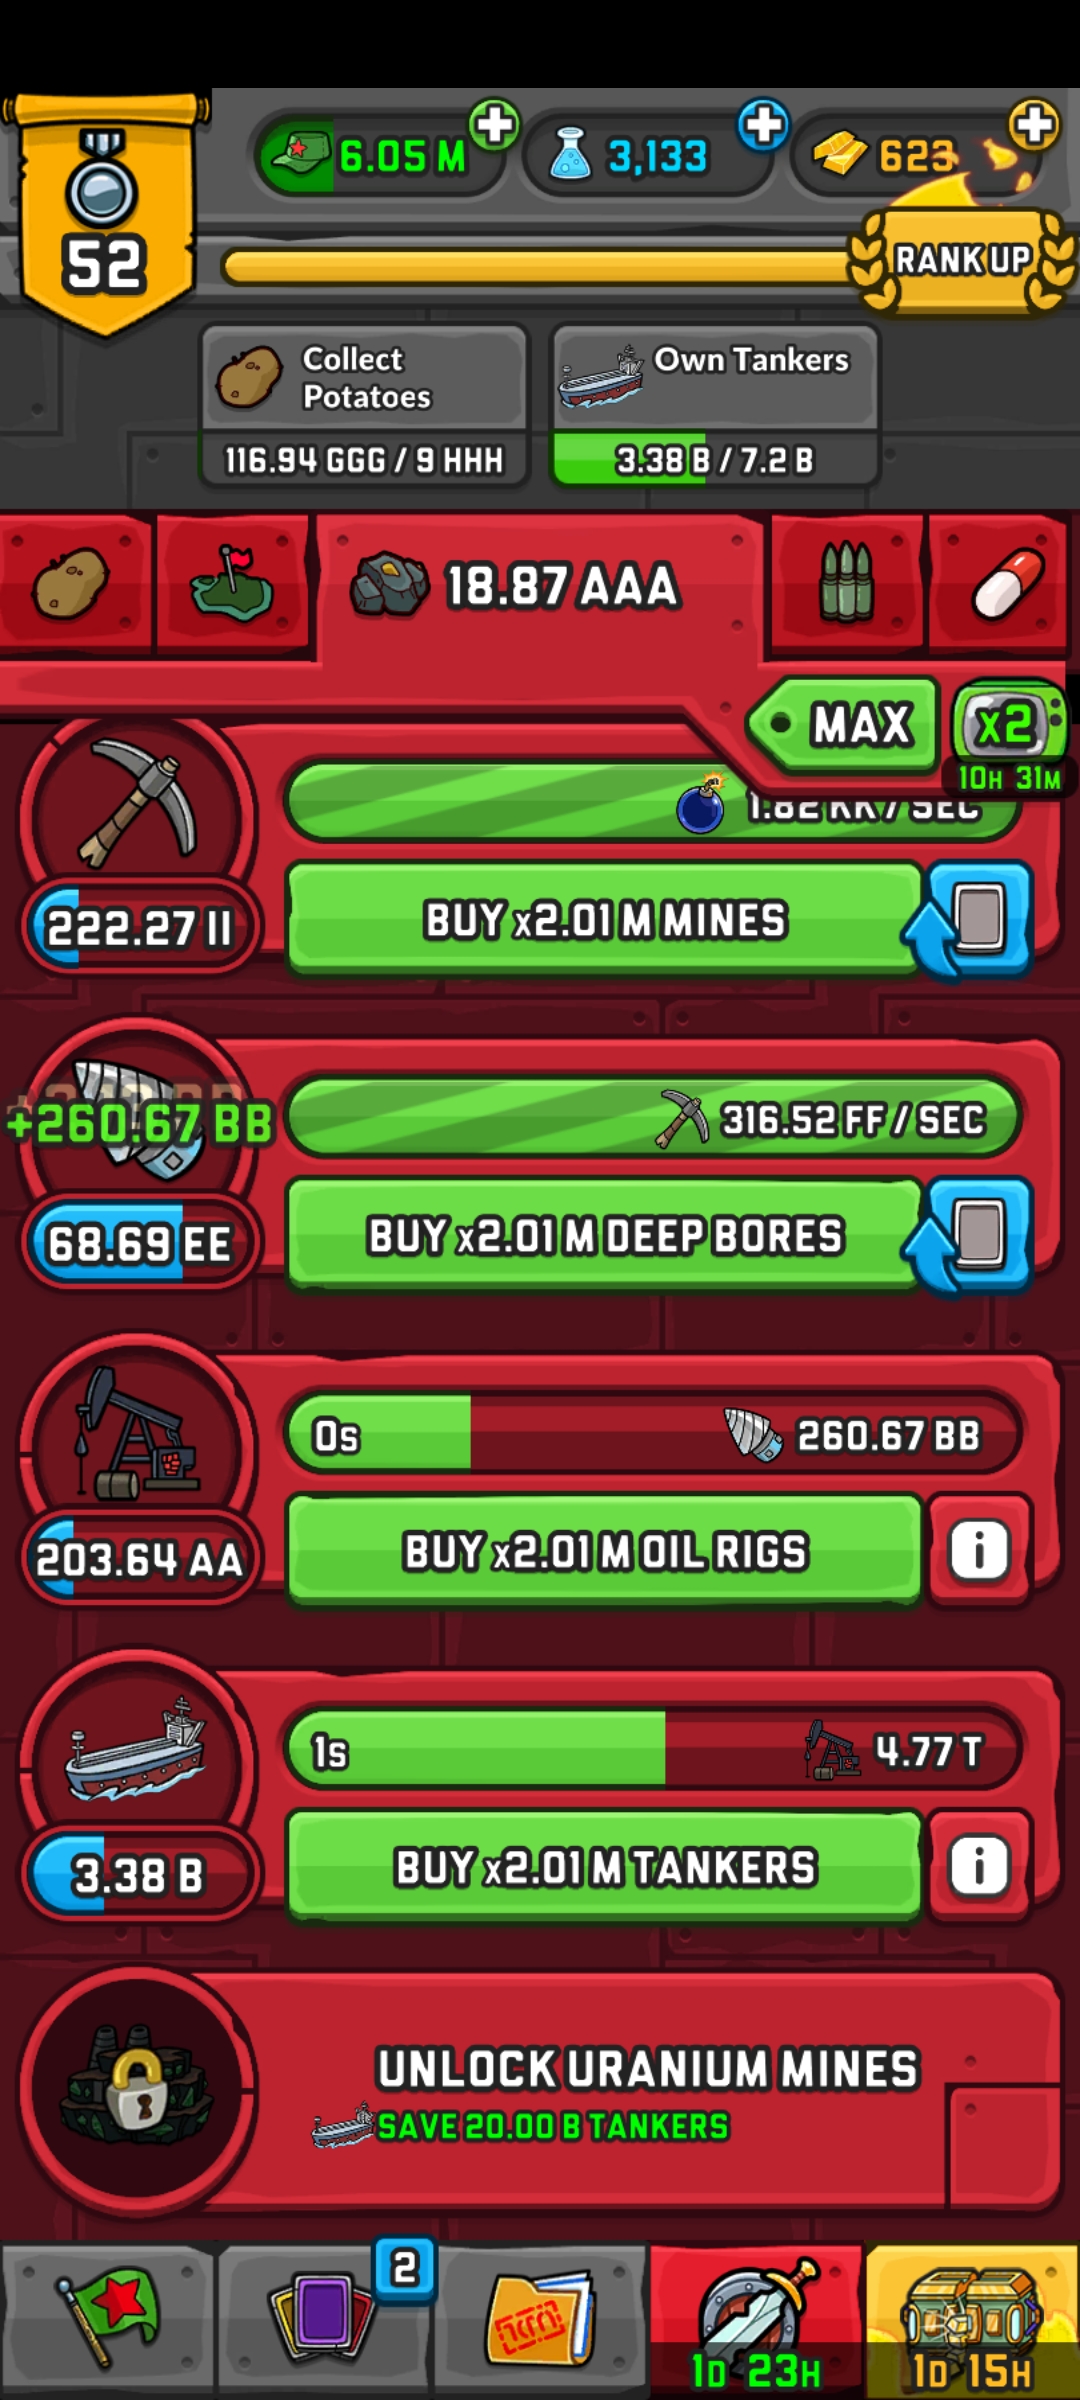 52
6.05 M
3,133
623
RANK UP
Collect
Potatoes
116.94 GGG / 9 HHH
Own Tankers
3.38 B / 7.2 B
18.87 AAA
MAX
x2
10H 31M
1.82 KK / SEC
222.27 II
BUY x2.01 M MINES
+260.67 BB
316.52 FF / SEC
68.69 EE
BUY x2.01 M DEEP BORES
0s
260.67 BB
203.64 AA
BUY x2.01 M OIL RIGS
i
1s
4.77 T
3.38 B
BUY x2.01 M TANKERS
i
UNLOCK URANIUM MINES
SAVE 20.00 B TANKERS
2
1D 23H
1D 15H